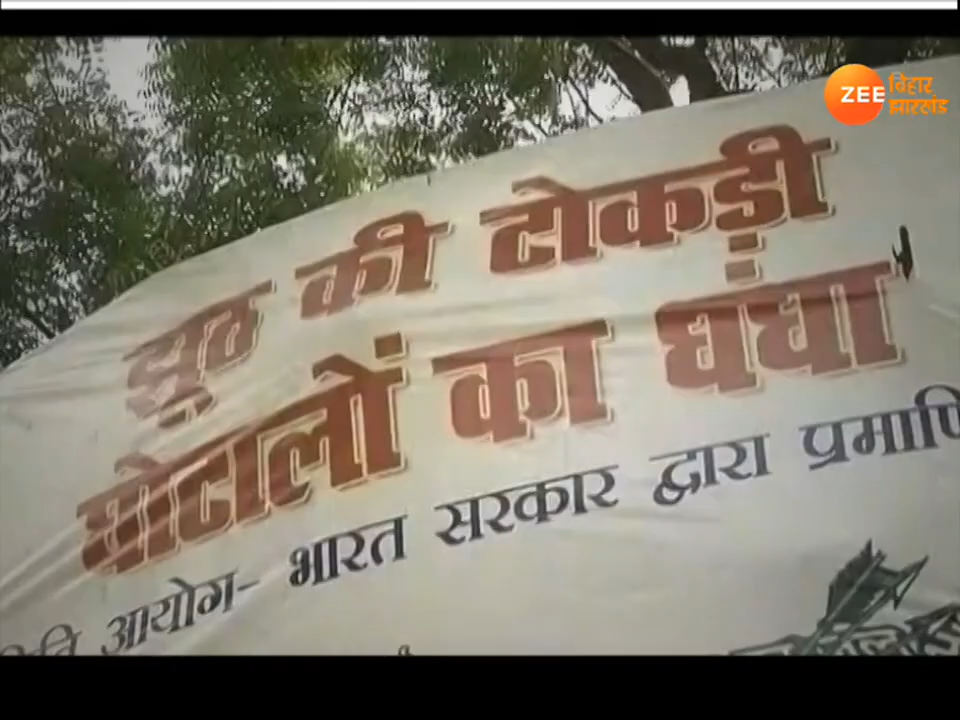 ZEE बिहार
झारखंड
झूठ की टोकड़ी
घोटालों का धंधा
आयोग- भारत सरकार द्वारा